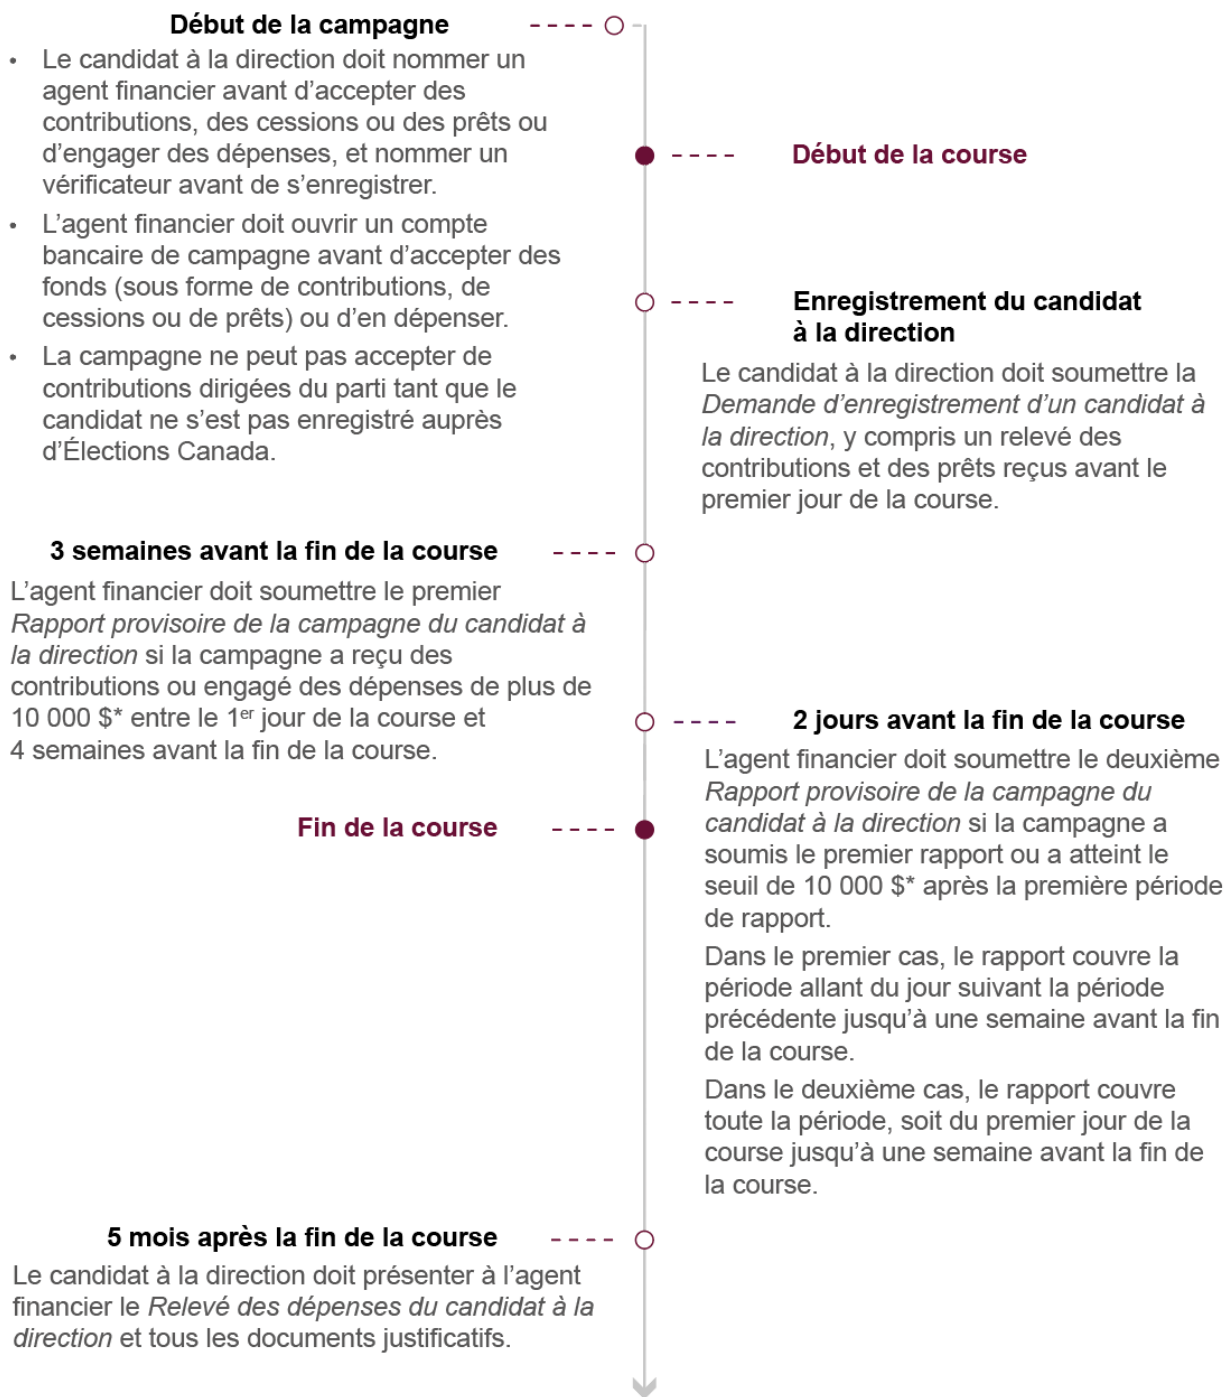 Début de la campagne
• Le candidat à la direction doit nommer un
agent financier avant d’accepter des
contributions, des cessions ou des prêts ou
d’engager des dépenses, et nommer un
vérificateur avant de s’enregistrer.
• L’agent financier doit ouvrir un compte
bancaire de campagne avant d’accepter des
fonds (sous forme de contributions, de
cessions ou de prêts) ou d’en dépenser.
• La campagne ne peut pas accepter de
contributions dirigées du parti tant que le
candidat ne s’est pas enregistré auprès
d’Élections Canada.
Début de la course
Enregistrement du candidat
à la direction
Le candidat à la direction doit soumettre la
Demande d’enregistrement d’un candidat à
la direction, y compris un relevé des
contributions et des prêts reçus avant le
premier jour de la course.
3 semaines avant la fin de la course
L’agent financier doit soumettre le premier
Rapport provisoire de la campagne du candidat à
la direction si la campagne a reçu des
contributions ou engagé des dépenses de plus de
10 000 $* entre le 1er jour de la course et
4 semaines avant la fin de la course.
2 jours avant la fin de la course
L’agent financier doit soumettre le deuxième
Rapport provisoire de la campagne du
candidat à la direction si la campagne a
soumis le premier rapport ou a atteint le
seuil de 10 000 $* après la première période
de rapport.
Dans le premier cas, le rapport couvre la
période allant du jour suivant la période
précédente jusqu’à une semaine avant la fin
de la course.
Dans le deuxième cas, le rapport couvre
toute la période, soit du premier jour de la
course jusqu’à une semaine avant la fin de
la course.
Fin de la course
5 mois après la fin de la course
Le candidat à la direction doit présenter à l’agent
financier le Relevé des dépenses du candidat à la
direction et tous les documents justificatifs.